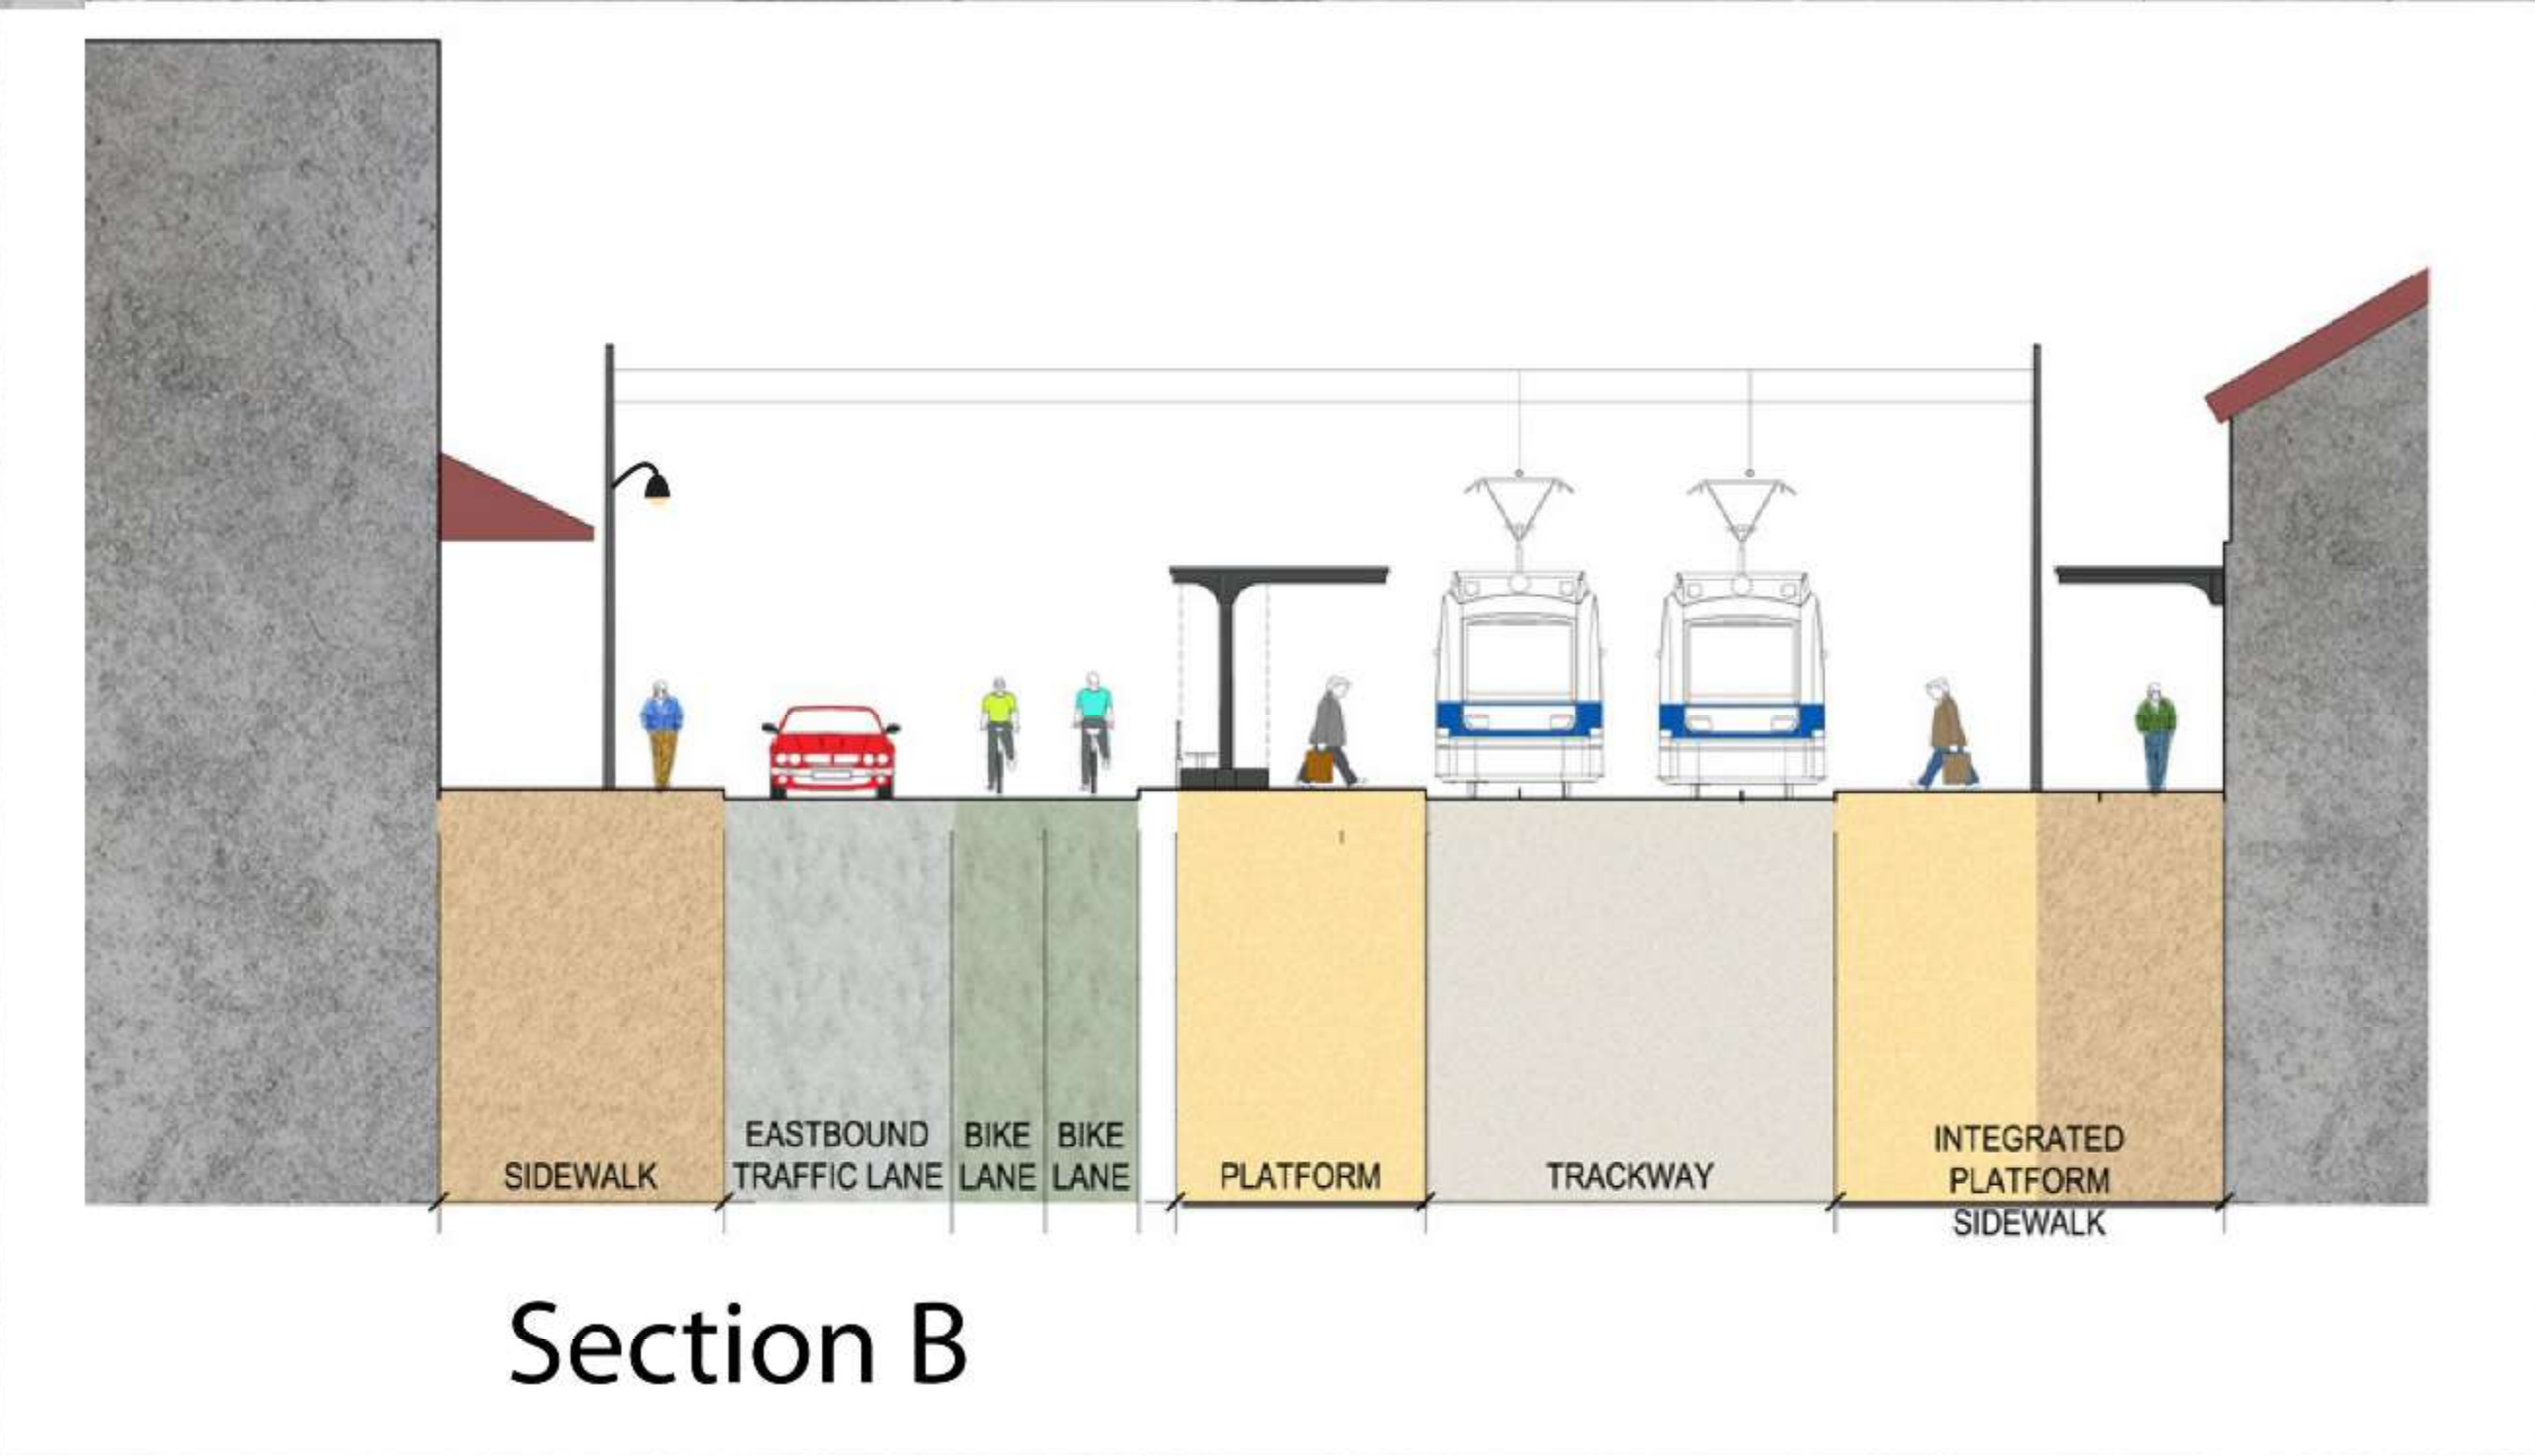 SIDEWALK
EASTBOUND
TRAFFIC LANE
BIKE
LANE
BIKE
LANE
PLATFORM
TRACKWAY
INTEGRATED
PLATFORM
SIDEWALK
Section B